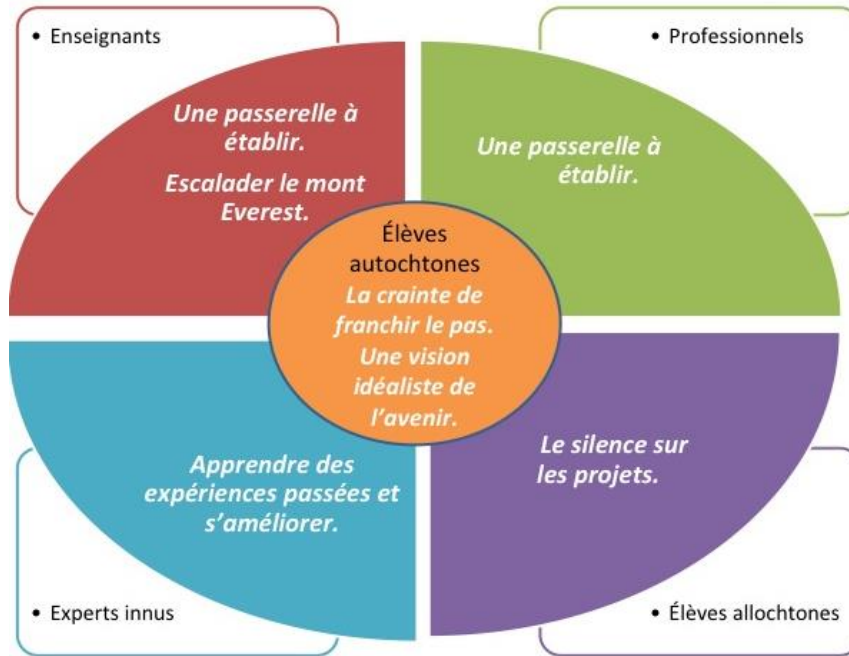 • Enseignants
• Professionnels
Une passerelle à
établir.
Escalader le mont
Everest.
Une passerelle à
établir.
Élèves
autochtones
La crainte de
franchir le pas.
Une vision
idéaliste de
l'avenir.
Apprendre des
expériences passées et
s'améliorer.
Le silence sur
les projets.
• Experts innus
• Élèves allochtones